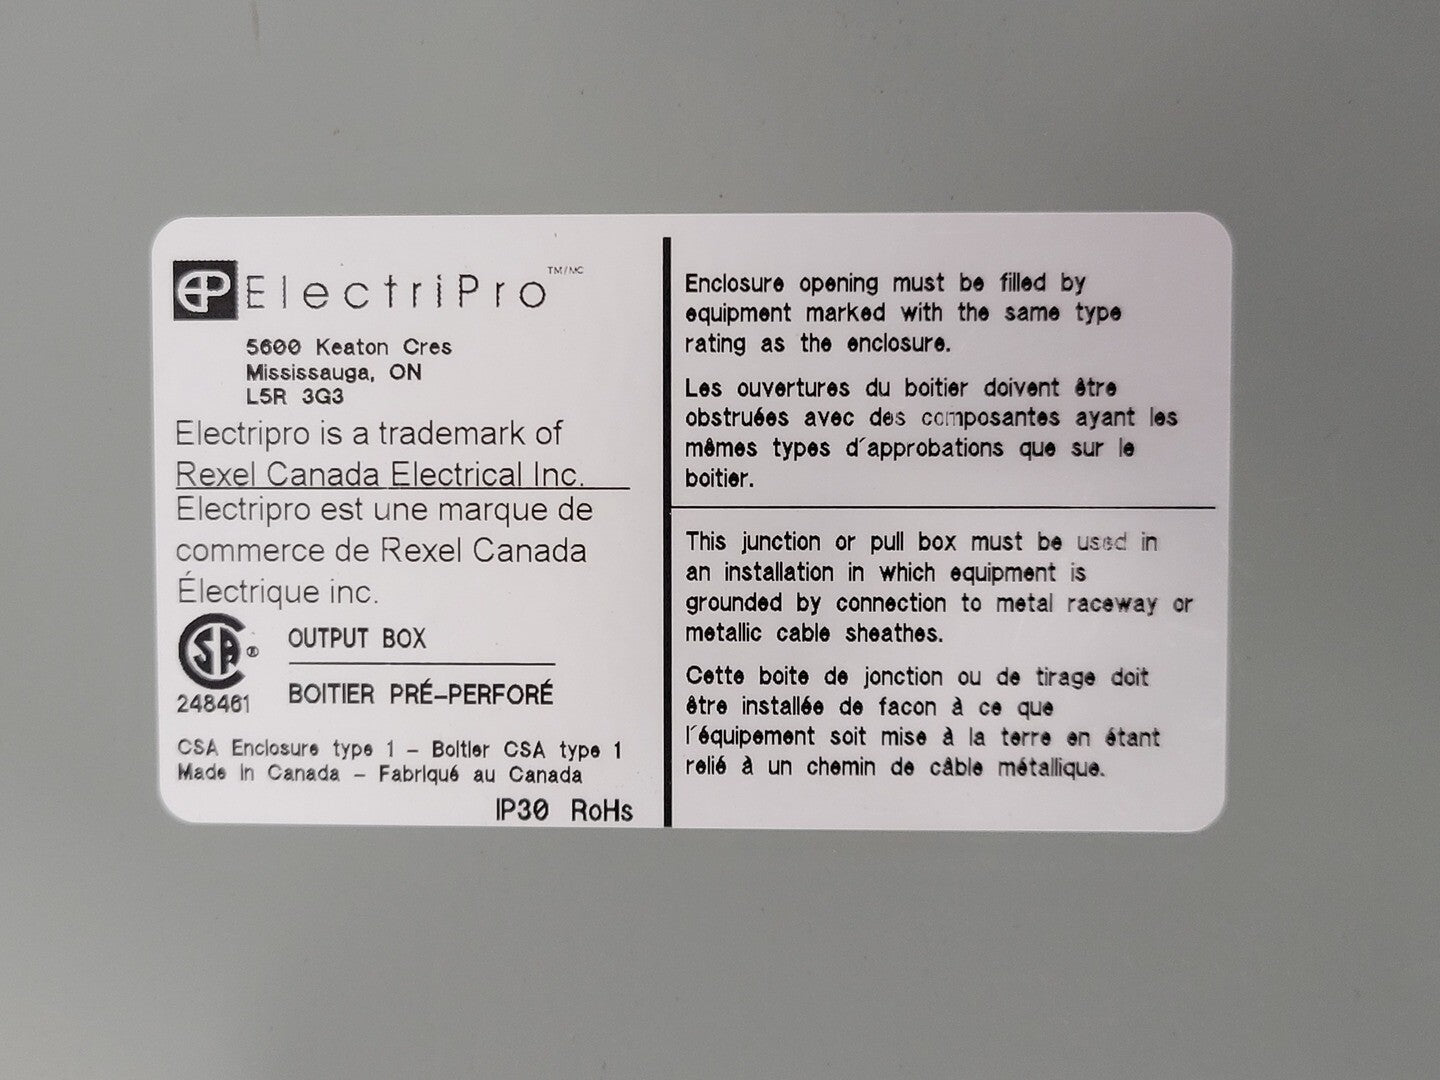 EP ElectriPro TM/MC
5600 Keaton Cres
Mississauga, ON
L5R 3G3
Electripro is a trademark of
Rexel Canada Electrical Inc.
Electripro est une marque de
commerce de Rexel Canada
Électrique inc.
SA ®
248461
OUTPUT BOX
BOITIER PRÉ-PERFORÉ
CSA Enclosure type 1 - Boitier CSA type 1
Made in Canada - Fabriqué au Canada
IP30 RoHs
Enclosure opening must be filled by
equipment marked with the same type
rating as the enclosure.
Les ouvertures du boitier doivent être
obstruées avec des composantes ayant les
mêmes types d'approbations que sur le
boitier.
This junction or pull box must be used in
an installation in which equipment is
grounded by connection to metal raceway or
metallic cable sheathes.
Cette boite de jonction ou de tirage doit
être installée de facon à ce que
l'équipement soit mise à la terre en étant
relié à un chemin de câble métallique.